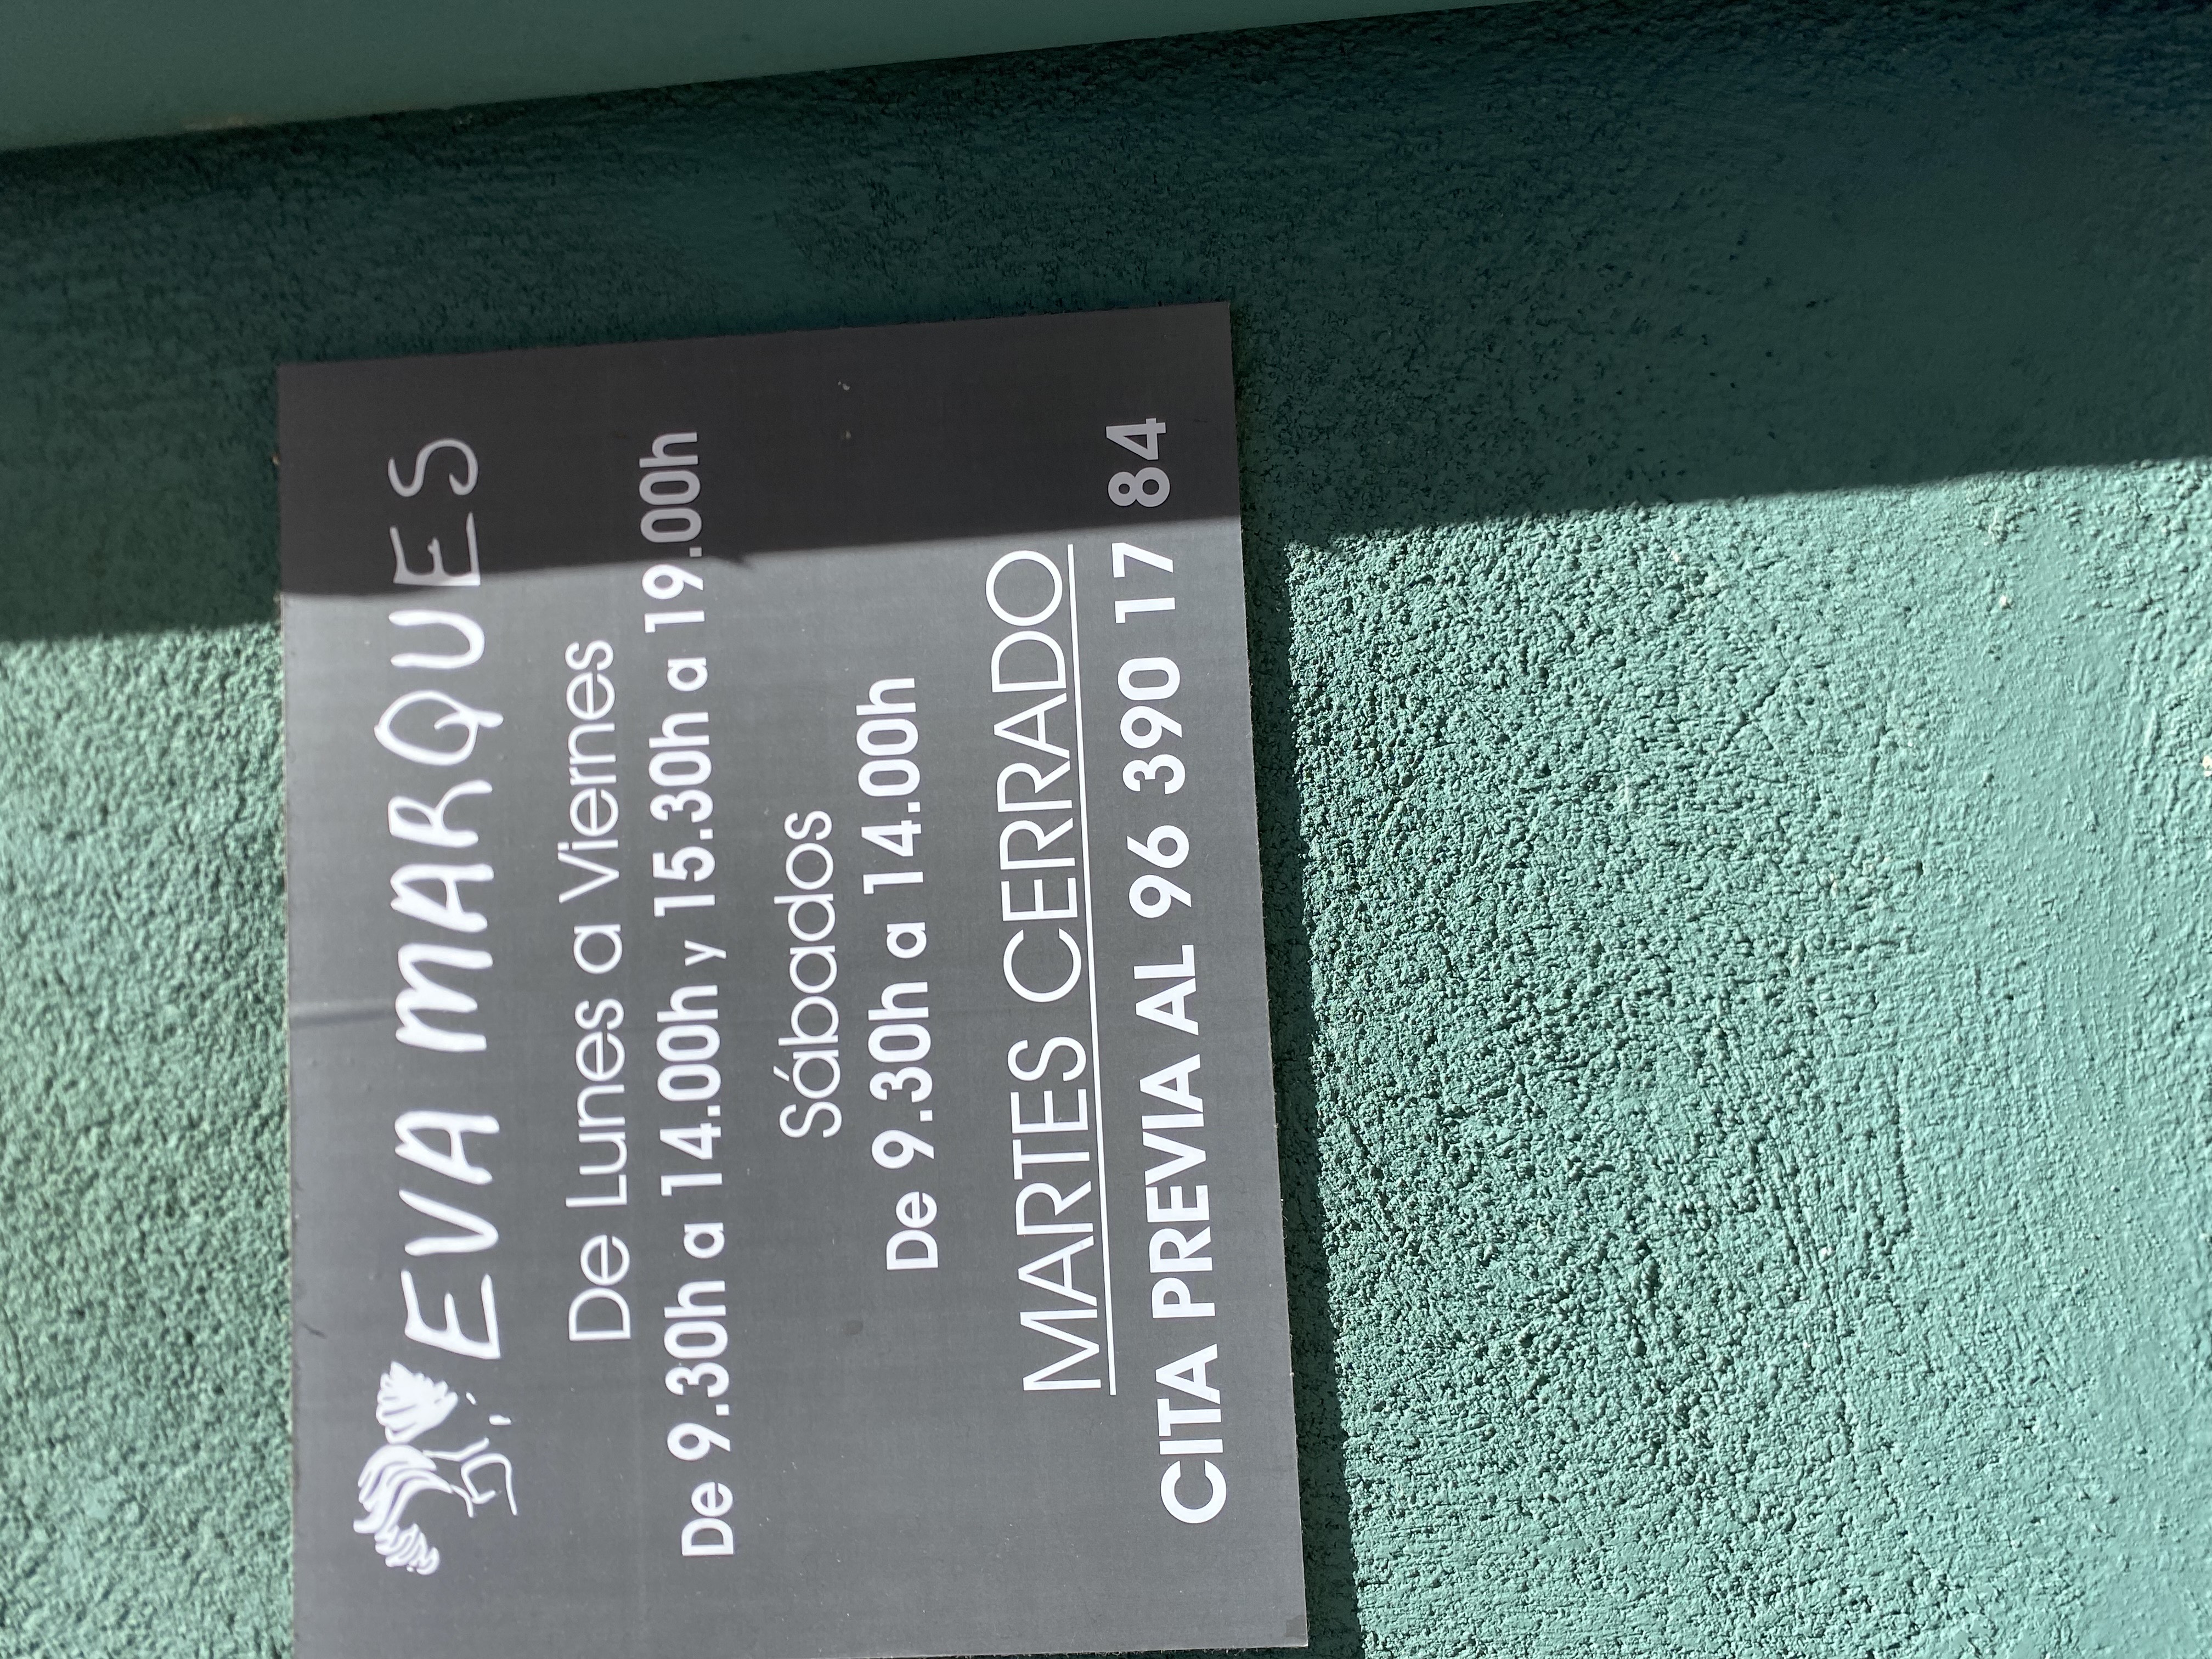 EVA MARQUES
De Lunes a Viernes
De 9.30h a 14.00h y 15.30h a 19.00h
Sábados
De 9.30h a 14.00h
MARTES CERRADO
CITA PREVIA AL 96 390 17 84